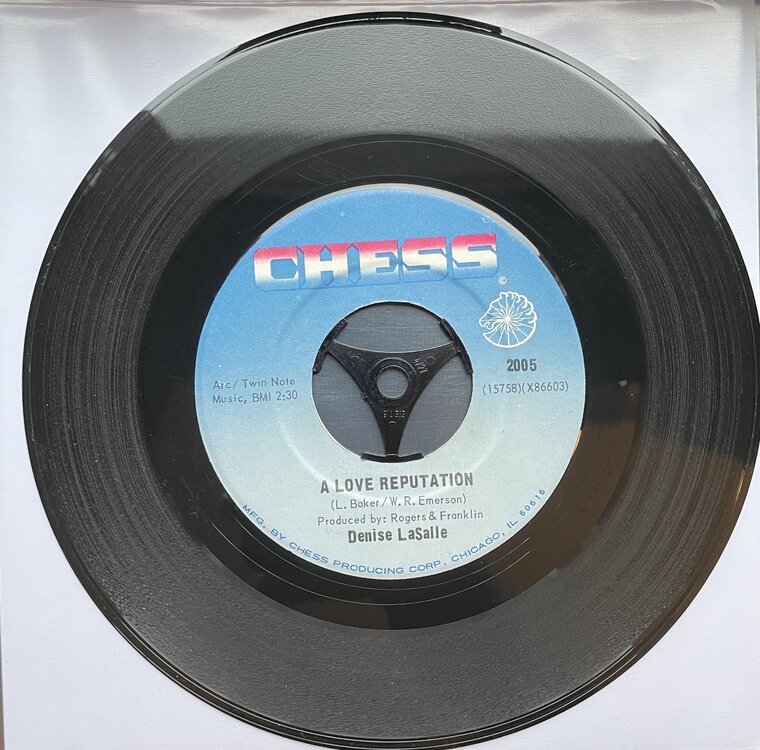 CHESS
©
2005
Arc/Twin Note
(15758)(X86603)
Music, BMI 2:30
A LOVE REPUTATION
(L. Baker/W. R. Emerson)
Produced by: Rogers & Franklin
Denise LaSalle
MFG. BY CHESS PRODUCING CORP. CHICAGO, IL 60616